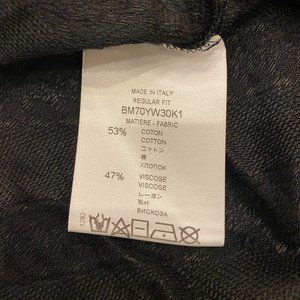 MADE IN ITALY
REGULAR FIT
BM70YW30K1
MATIERE - FABRIC
53% COTON
COTTON
コットン
棉
ХЛОПОК
47% VISCOSE
VISCOSE
レーヨン
粘纤
ВИСКОЗА